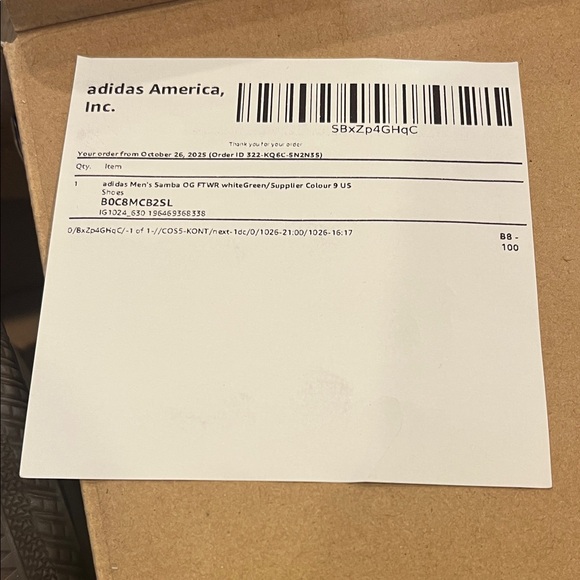 adidas America,
Inc.
SBxZp4GHqC
Thank you for your order
Your order from October 26, 2025 (Order ID 322-KQ6C-5N2N35)
Qty. Item
1 adidas Men's Samba OG FTWR whiteGreen/Supplier Colour 9 US
Shoes
B0C8MCB2SL
IG1024_630 196469368338
0/BxZp4GHqC/-1 of 1-//COS5-KONT/next-1dc/0/1026-21:00/1026-16:17
B8 -
100